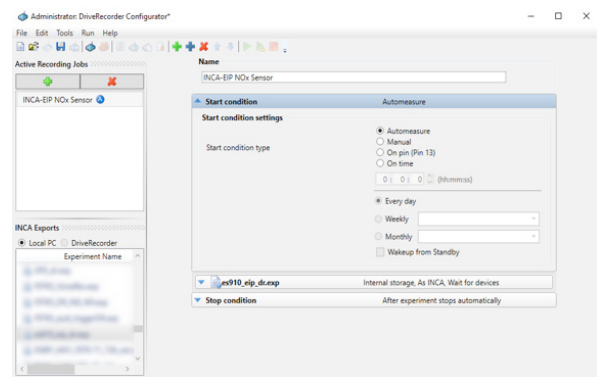 Administrator: DriveRecorder Configurator*
File Edit Tools Run Help
Active Recording Jobs
INCA-EIP NOx Sensor
INCA Exports
Local PC DriveRecorder
Experiment Name
Name
INCA-EIP NOx Sensor
Start condition Automeasure
Start condition settings
Start condition type
Automeasure
Manual
On pin (Pin 13)
On time
0 : 0 : 0 (hh:mm:ss)
Every day
Weekly
Monthly
Wakeup from Standby
es910_eip_dr.exp Internal storage, As INCA, Wait for devices
Stop condition After experiment stops automatically